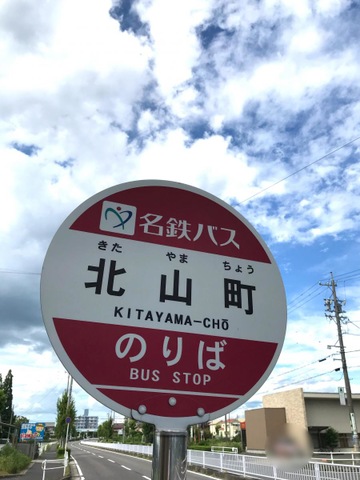 名鉄バス
きた やま ちょう
北山町
KITAYAMA-CHŌ
のりば
BUS STOP